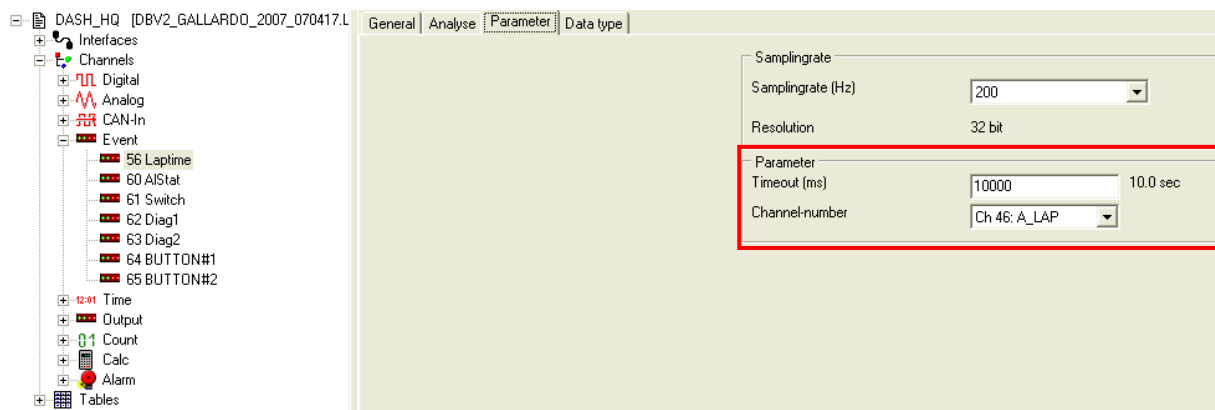 DASH_HQ [DBV2_GALLARDO_2007_070417.L
Interfaces
Channels
Digital
Analog
CAN-In
Event
56 Laptime
60 AlStat
61 Switch
62 Diag1
63 Diag2
64 BUTTON#1
65 BUTTON#2
12:01 Time
Output
Count
Calc
Alarm
Tables
General Analyse Parameter Data type
Samplingrate
Samplingrate (Hz) 200
Resolution 32 bit
Parameter
Timeout (ms) 10000 10.0 sec
Channel-number Ch 46: A_LAP